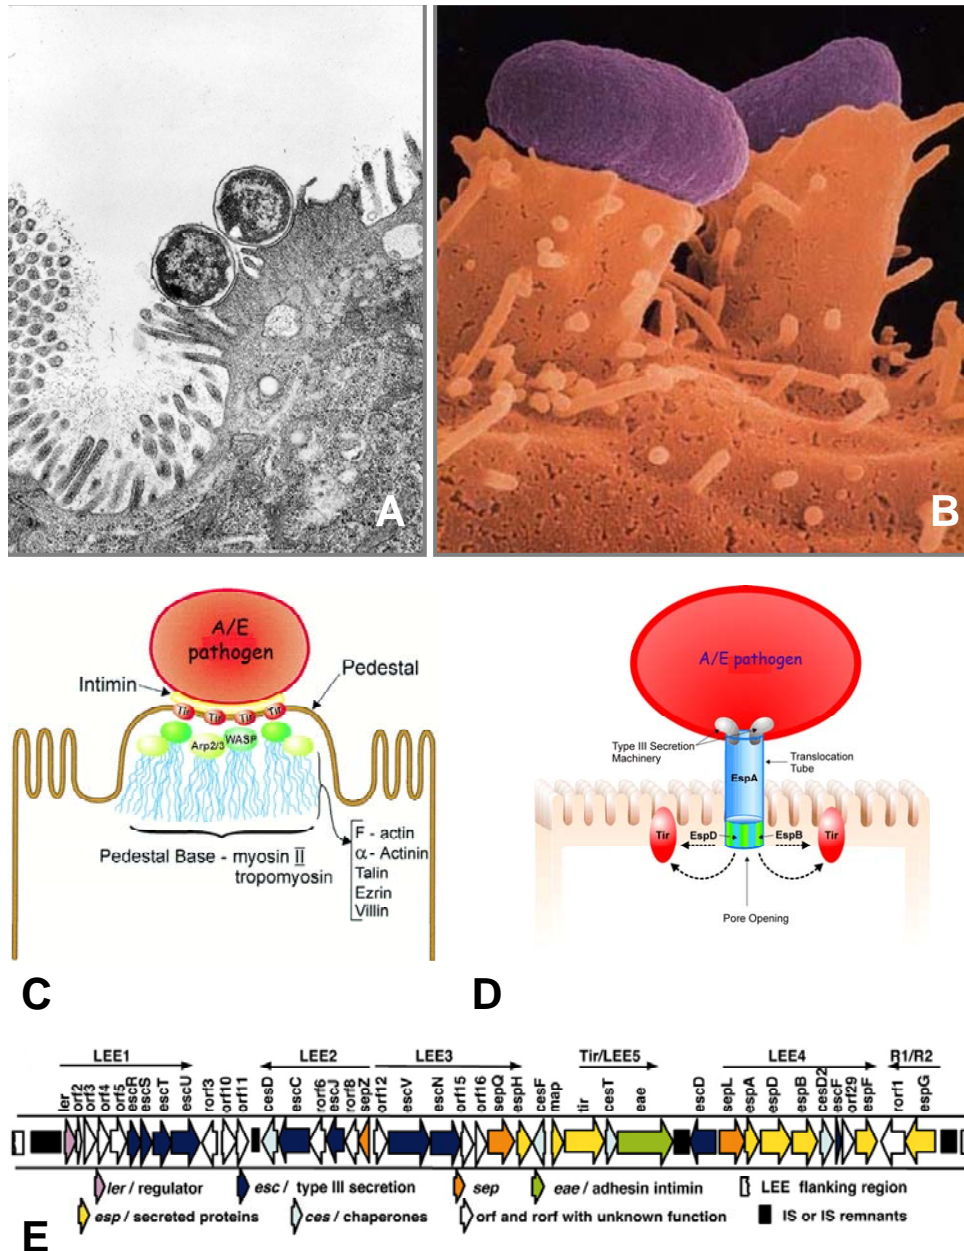 A
B
A/E
pathogen
Intimin
Pedestal
Tir
Tir
Tir
Tir
Arp2/3
WASP
Pedestal Base - myosin II
tropomyosin
F - actin
α - Actinin
Talin
Ezrin
Villin
C
A/E pathogen
Type III Secretion
Machinery
Translocation
Tube
EspA
Tir
EspD
EspB
Tir
Pore Opening
D
LEE1
LEE2
LEE3
Tir/LEE5
LEE4
R1/R2
ler
orf2
orf3
orf4
orf5
escR
escS
escT
escU
rorf3
orf10
orf11
cesD
escC
rorf6
escJ
rorf8
sepZ
orf12
escV
escN
orf15
orf16
sepQ
espH
cesF
map
tir
cesT
eae
escD
sepL
espA
espD
espB
cesD2
escF
orf29
espF
rorf1
espG
ler / regulator
esc / type III secretion
sep
eae / adhesin intimin
LEE flanking region
esp / secreted proteins
ces / chaperones
orf and rorf with unknown function
IS or IS remnants
E